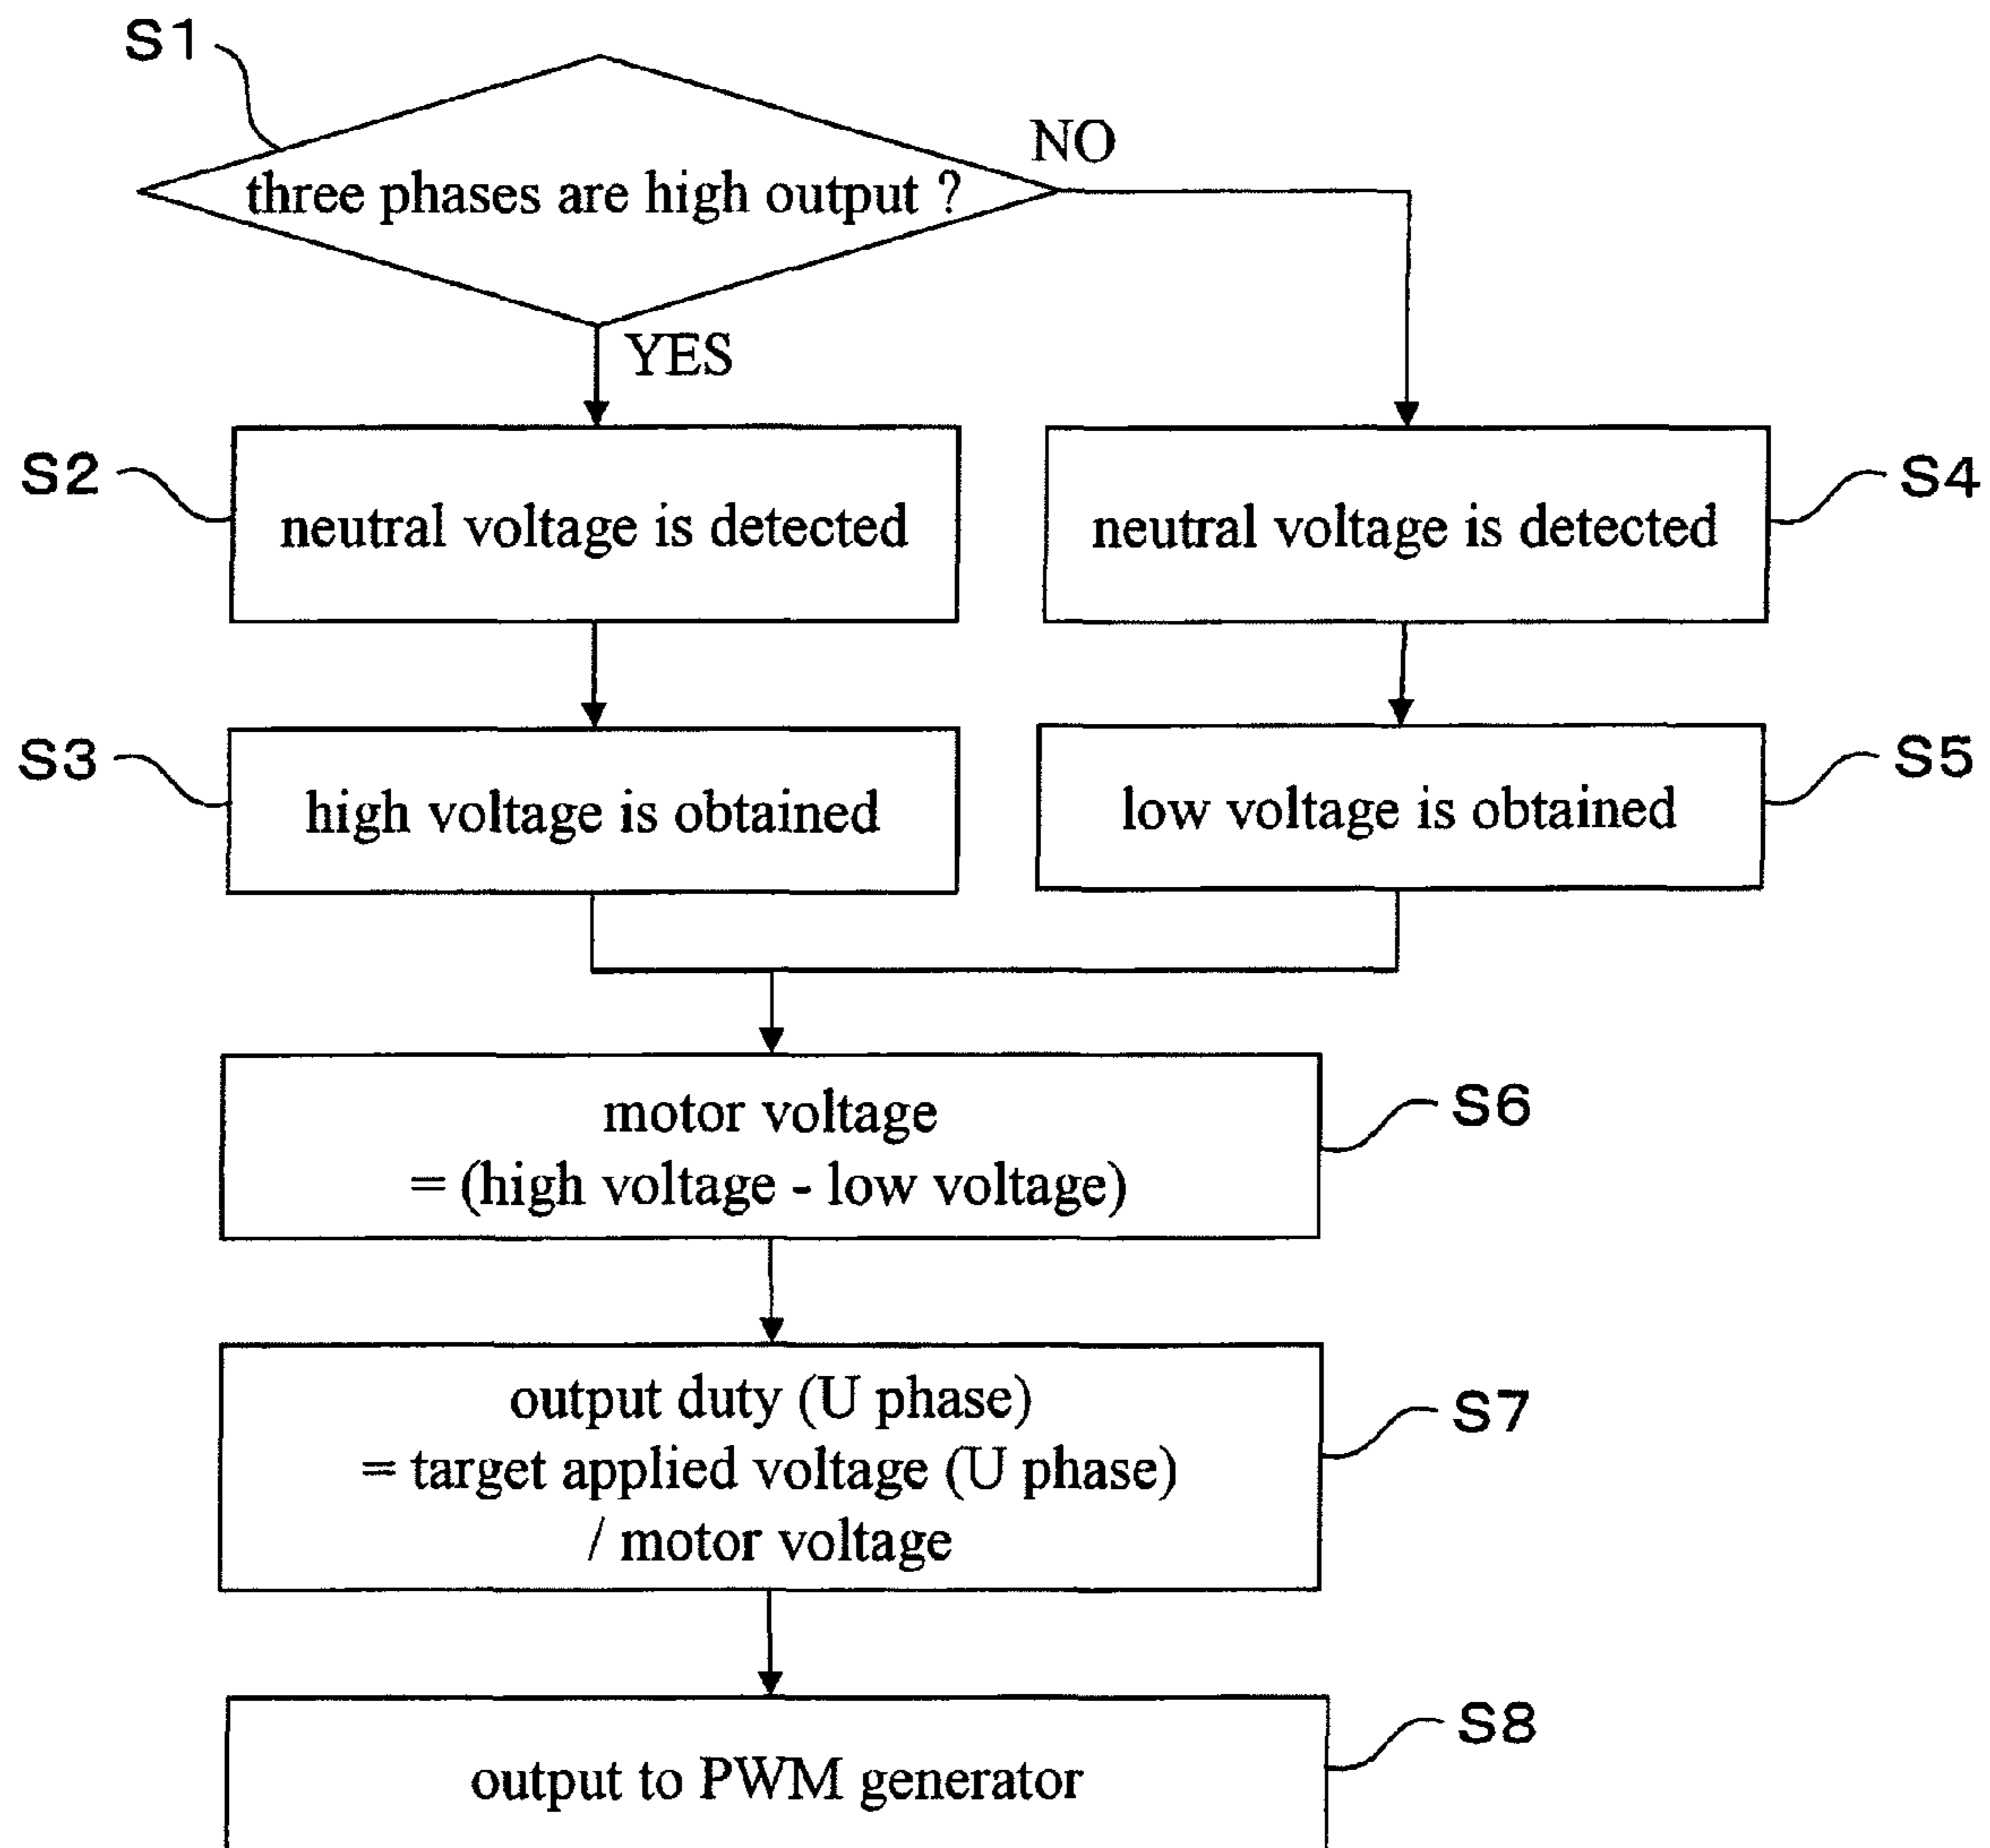 S1
three phases are high output ?
NO
YES
S2
neutral voltage is detected
neutral voltage is detected
S4
S3
high voltage is obtained
low voltage is obtained
S5
motor voltage
= (high voltage - low voltage)
S6
output duty (U phase)
= target applied voltage (U phase)
/ motor voltage
S7
output to PWM generator
S8